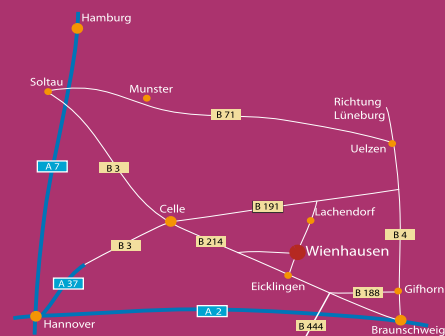 Hamburg
Soltau
Munster
Richtung
Lüneburg
B 71
Uelzen
A 7
B 3
Celle
B 191
Lachendorf
B 3
B 214
B 4
Wienhausen
A 37
Eicklingen
B 188
Gifhorn
A 2
B 444
Hannover
Braunschweig